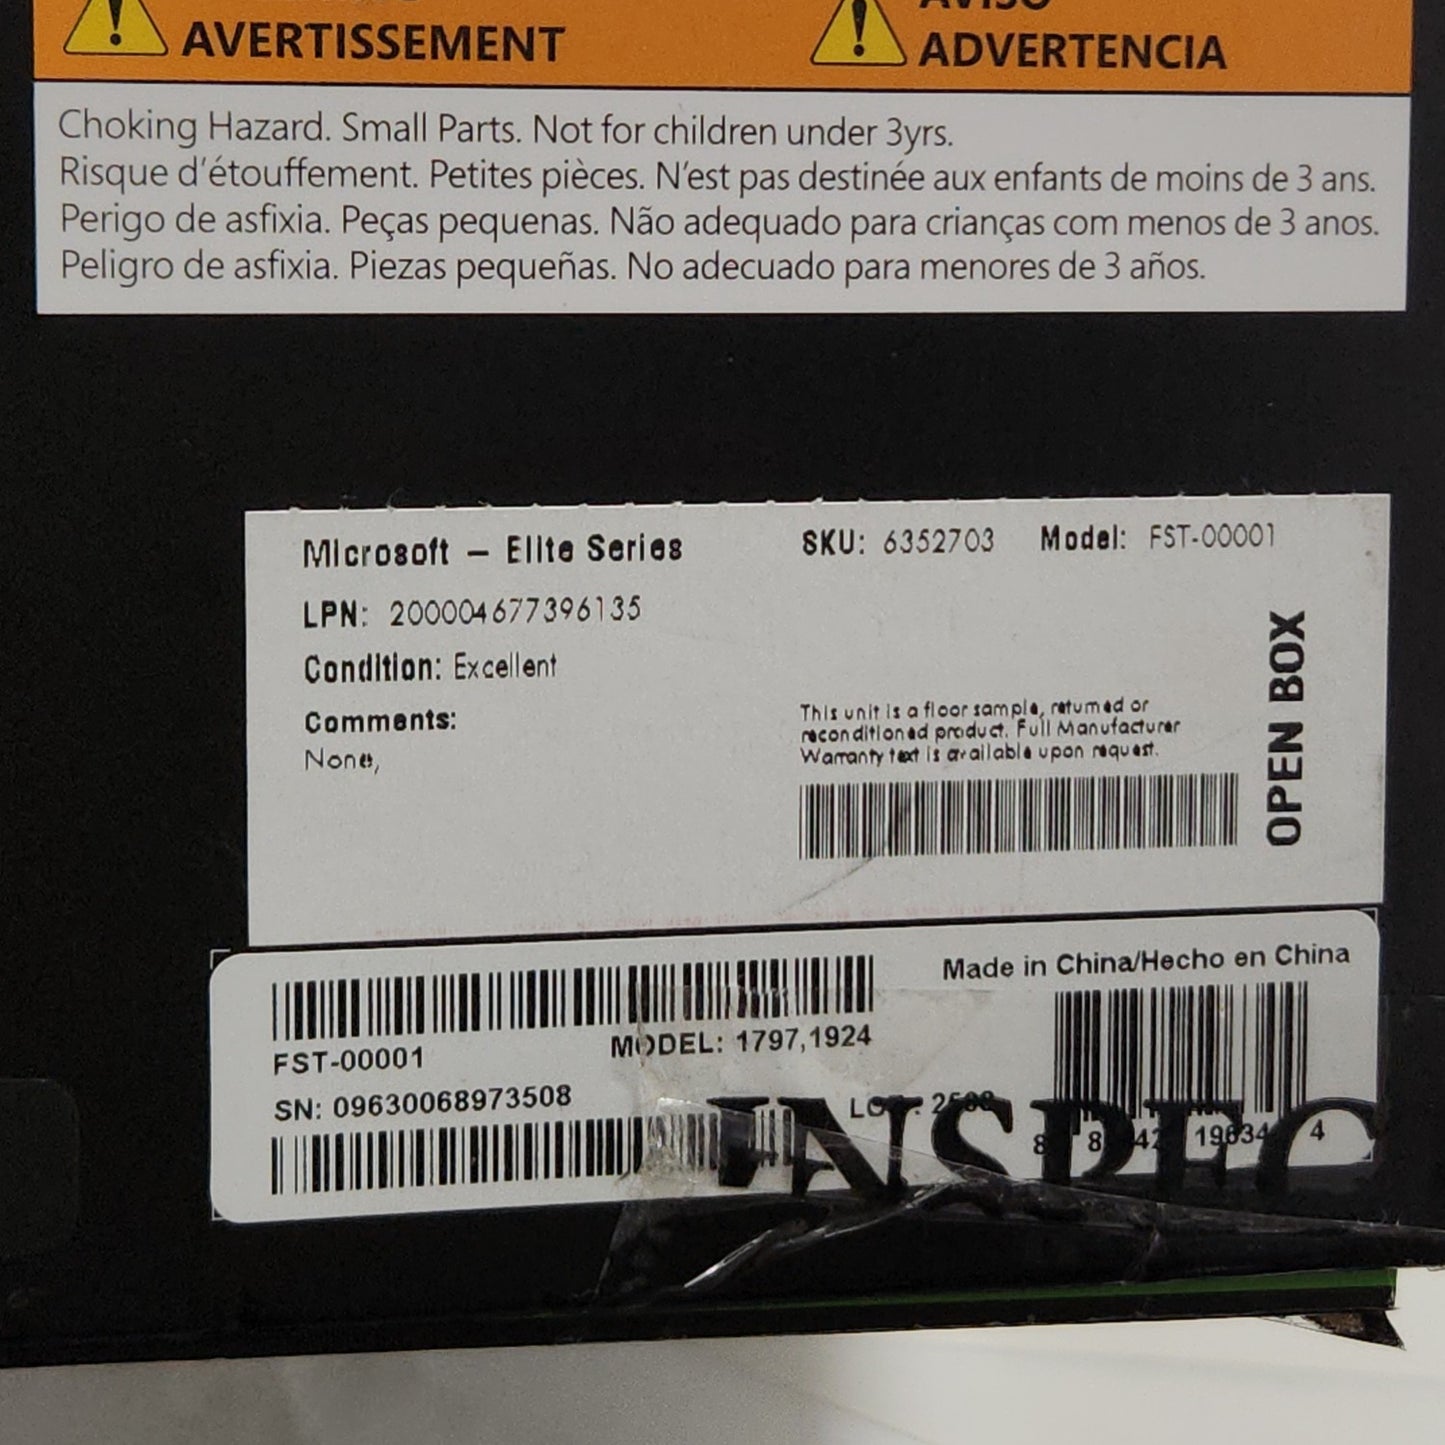 AVERTISSEMENT
AVISO
ADVERTENCIA
Choking Hazard. Small Parts. Not for children under 3yrs.
Risque d'étouffement. Petites pièces. N'est pas destinée aux enfants de moins de 3 ans.
Perigo de asfixia. Peças pequenas. Não adequado para crianças com menos de 3 anos.
Peligro de asfixia. Piezas pequeñas. No adecuado para menores de 3 años.
Microsoft – Elite Series
SKU: 6352703 Model: FST-00001
LPN: 200004677396135
Condition: Excellent
Comments:
None,
This unit is a floor sample, returned or
reconditioned product. Full Manufacturer
Warranty text is available upon request.
OPEN BOX
Made in China/Hecho en China
FST-00001
MODEL: 1797,1924
SN: 09630068973508